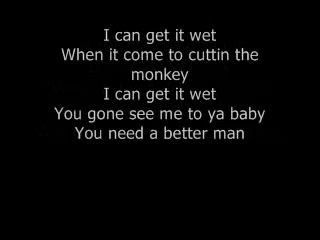 I can get it wet
When it come to cuttin the
monkey
I can get it wet
You gone see me to ya baby
You need a better man